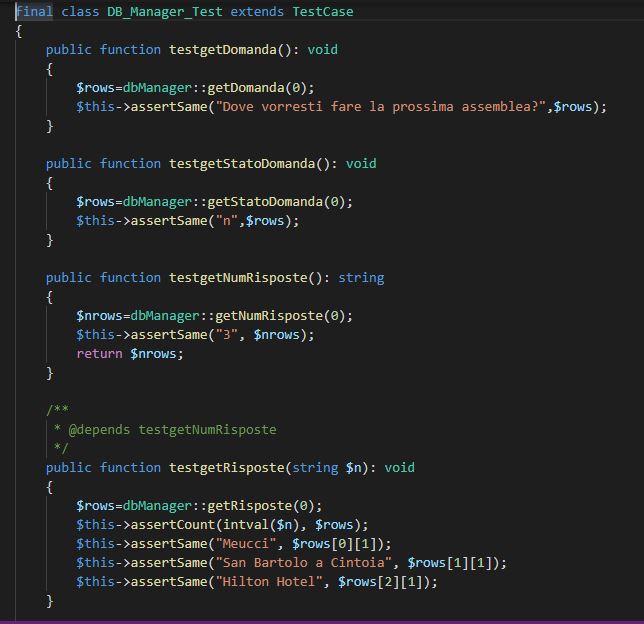 final class DB_Manager_Test extends TestCase
{
    public function testgetDomanda(): void
    {
        $rows=dbManager::getDomanda(0);
        $this->assertSame("Dove vorresti fare la prossima assemblea?",$rows);
    }

    public function testgetStatoDomanda(): void
    {
        $rows=dbManager::getStatoDomanda(0);
        $this->assertSame("n",$rows);
    }

    public function testgetNumRisposte(): string
    {
        $nrows=dbManager::getNumRisposte(0);
        $this->assertSame("3", $nrows);
        return $nrows;
    }

    /**
     * @depends testgetNumRisposte
     */
    public function testgetRisposte(string $n): void
    {
        $rows=dbManager::getRisposte(0);
        $this->assertCount(intval($n), $rows);
        $this->assertSame("Meucci", $rows[0][1]);
        $this->assertSame("San Bartolo a Cintoia", $rows[1][1]);
        $this->assertSame("Hilton Hotel", $rows[2][1]);
    }